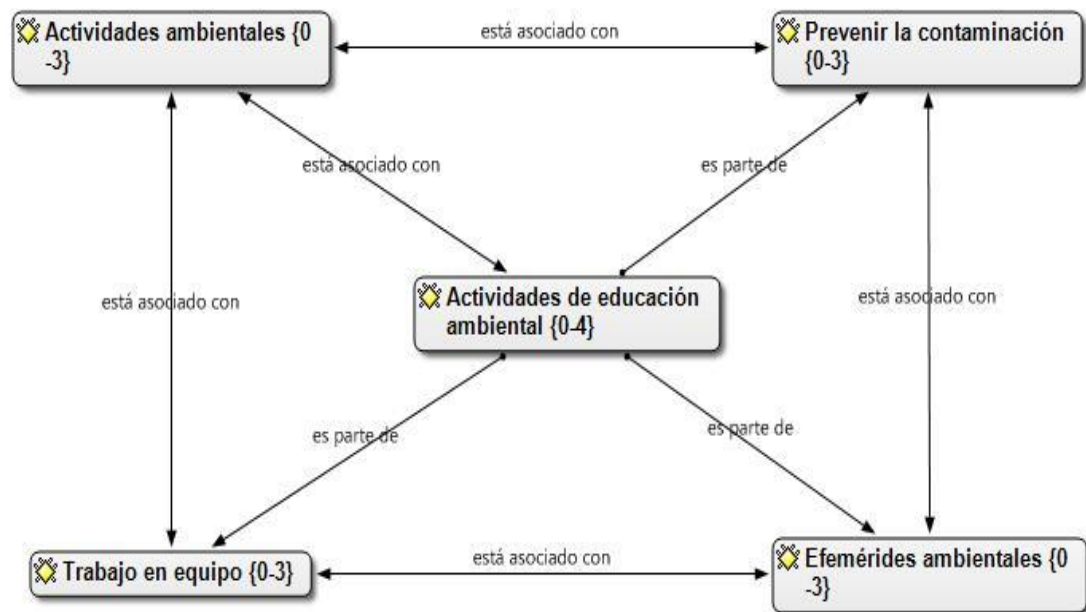 Actividades ambientales {0
-3}
está asociado con
Prevenir la contaminación
{0-3}
está asociado con
es parte de
está asociado con
Actividades de educación
ambiental {0-4}
está asociado con
es parte de
es parte de
Trabajo en equipo {0-3}
está asociado con
Efemérides ambientales {0
-3}